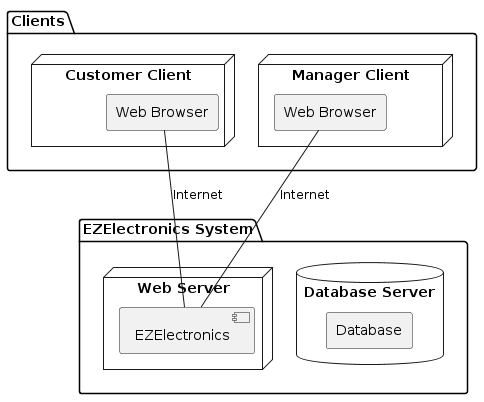 Clients
Customer Client
Manager Client
Web Browser
Web Browser
Internet
Internet
EZElectronics System
Web Server
Database Server
EZElectronics
Database